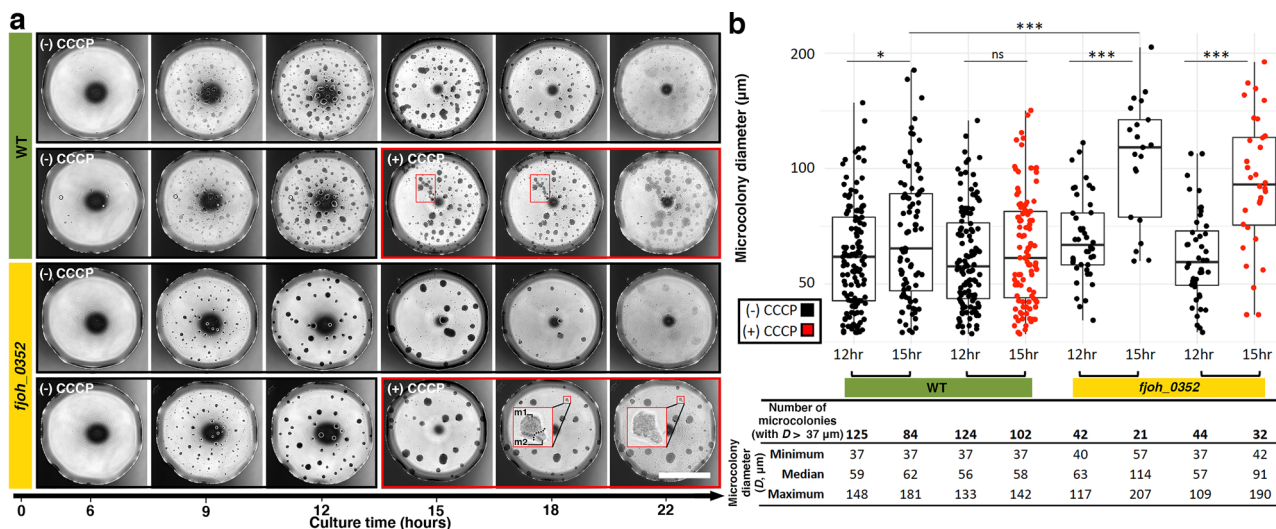 a
WT
(-) CCCP
(-) CCCP
(+) CCCP
fjoh_0352
(-) CCCP
(-) CCCP
(+) CCCP
m1
m2
0 6 9 12 15 18 22
Culture time (hours)
b
Microcolony diameter (µm)
200
100
50
***
* ns *** ***
(-) CCCP
(+) CCCP
12hr 15hr 12hr 15hr 12hr 15hr 12hr 15hr
WT fjoh_0352
Number of
microcolonies
(with D > 37 µm) 125 84 124 102 42 21 44 32
Microcolony
diameter
(D, µm)
Minimum 37 37 37 37 40 57 37 42
Median 59 62 56 58 63 114 57 91
Maximum 148 181 133 142 117 207 109 190